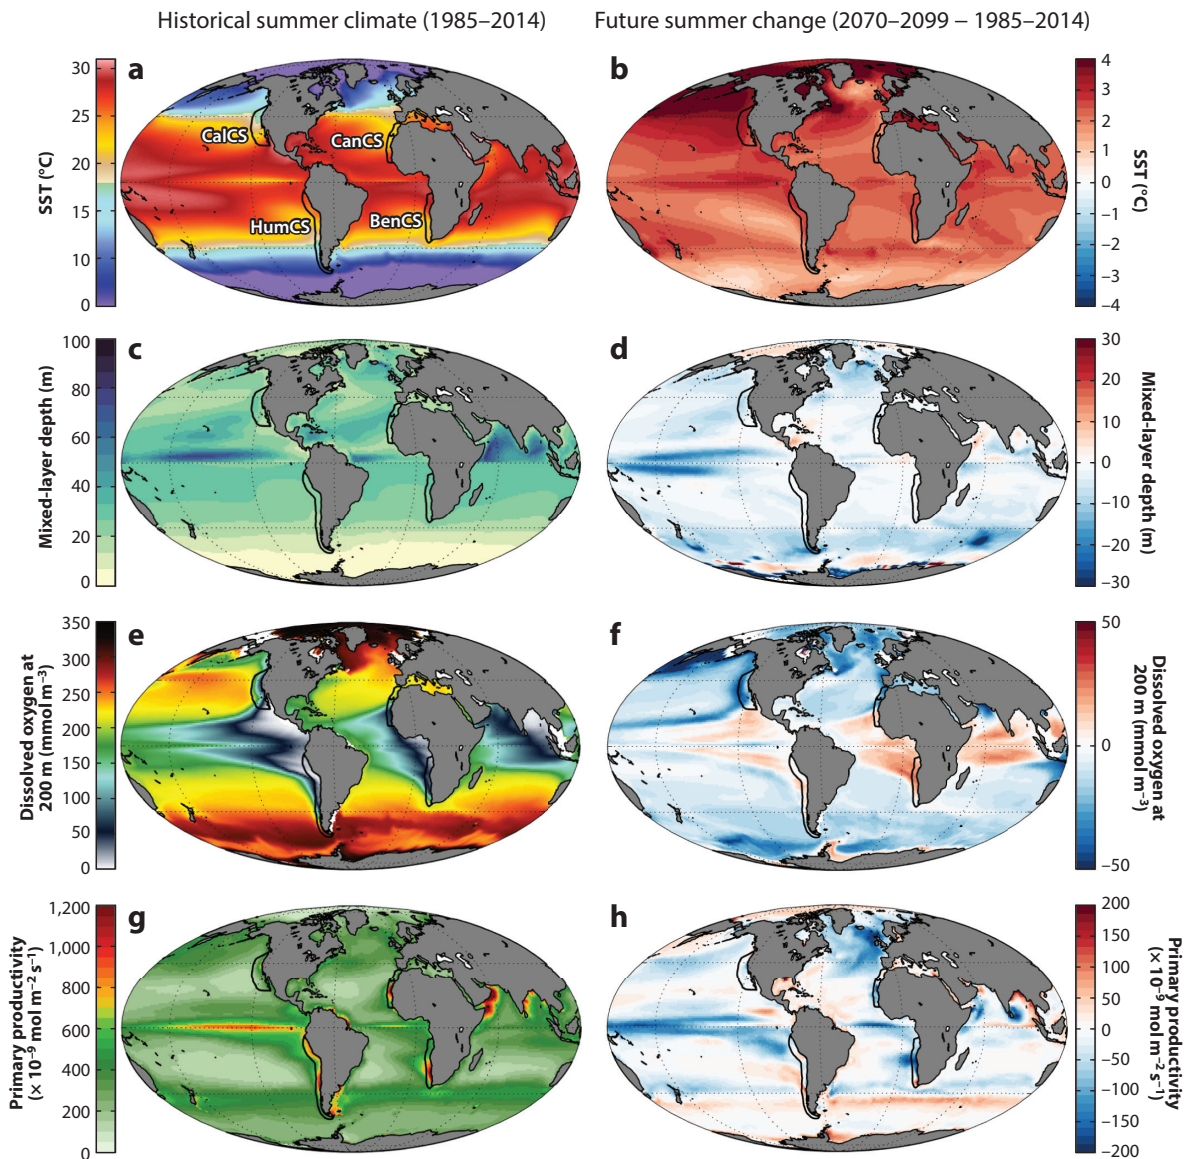 Historical summer climate (1985–2014)
Future summer change (2070–2099 − 1985–2014)
a
SST (°C)
30
25
20
15
10
0
CalCS
CanCS
HumCS
BenCS
b
4
3
2
1
0
−1
−2
−3
−4
SST (°C)
c
Mixed-layer depth (m)
100
80
60
40
20
0
d
30
20
10
0
−10
−20
−30
Mixed-layer depth (m)
e
Dissolved oxygen at
200 m (mmol m−3)
350
300
250
200
150
100
50
0
f
50
0
−50
Dissolved oxygen at
200 m (mmol m−3)
g
Primary productivity
(× 10−9 mol m−2 s−1)
1,200
1,000
800
600
400
200
0
h
200
150
100
50
0
−50
−100
−150
−200
Primary productivity
(× 10−9 mol m−2 s−1)